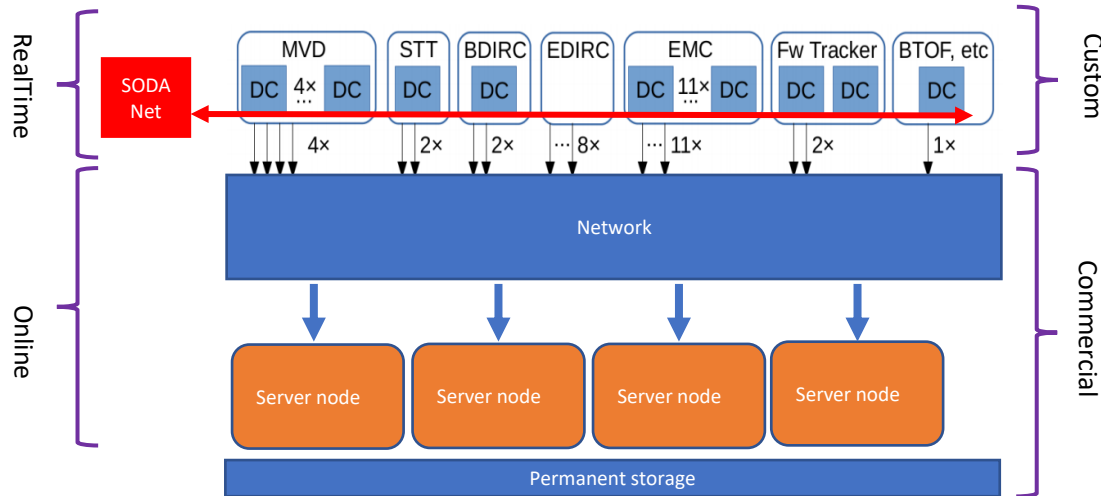 RealTime
SODA
Net
MVD
STT
BDIRC
EDIRC
EMC
Fw Tracker
BTOF, etc
Custom
DC 4× ... DC
DC
DC
DC 11× ... DC
DC DC
DC
4×
2×
2×
... 8×
... 11×
2×
1×
Network
Online
Commercial
Server node
Server node
Server node
Server node
Permanent storage